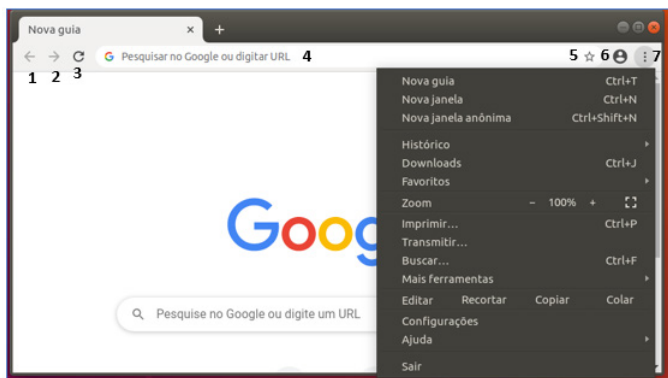 Nova guia
Pesquisar no Google ou digitar URL 4 5 6 7
1 2 3
Nova guia Ctrl+T
Nova janela Ctrl+N
Nova janela anônima Ctrl+Shift+N
Histórico
Downloads Ctrl+J
Favoritos
Zoom - 100% +
Imprimir... Ctrl+P
Transmitir...
Buscar... Ctrl+F
Mais ferramentas
Editar Recortar Copiar Colar
Configurações
Ajuda
Sair
Goog
Pesquise no Google ou digite um URL